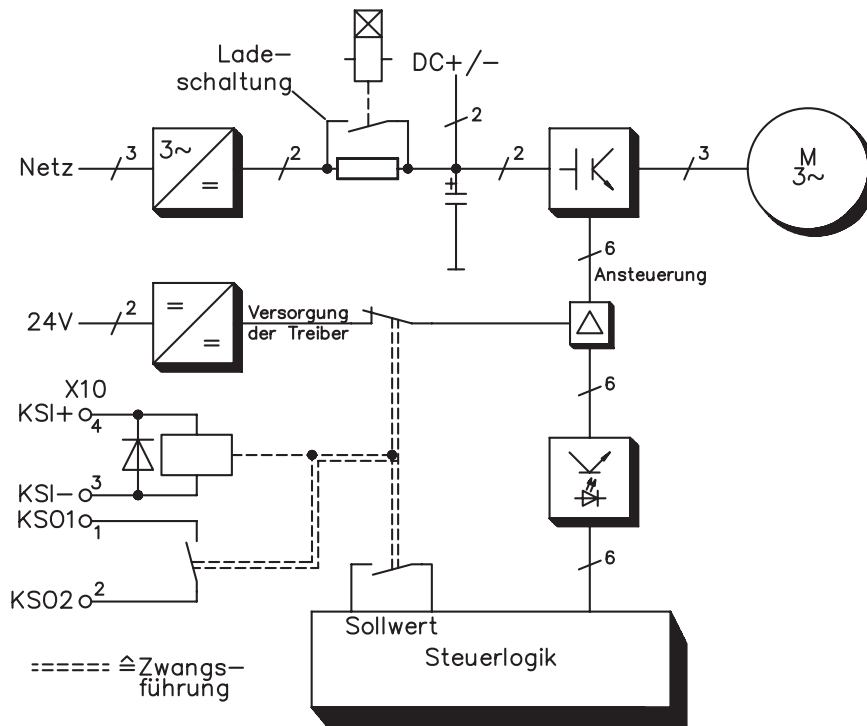 Lade-
schaltung
DC+/-
2
Netz
3
3~
=
2
+
2
3
M
3~
6
Ansteuerung
24V
2
=
=
Versorgung
der Treiber
6
X10
KSI+
4
KSI-
3
KSO1
1
KSO2
2
6
Sollwert
Steuerlogik
≙Zwangs-
führung